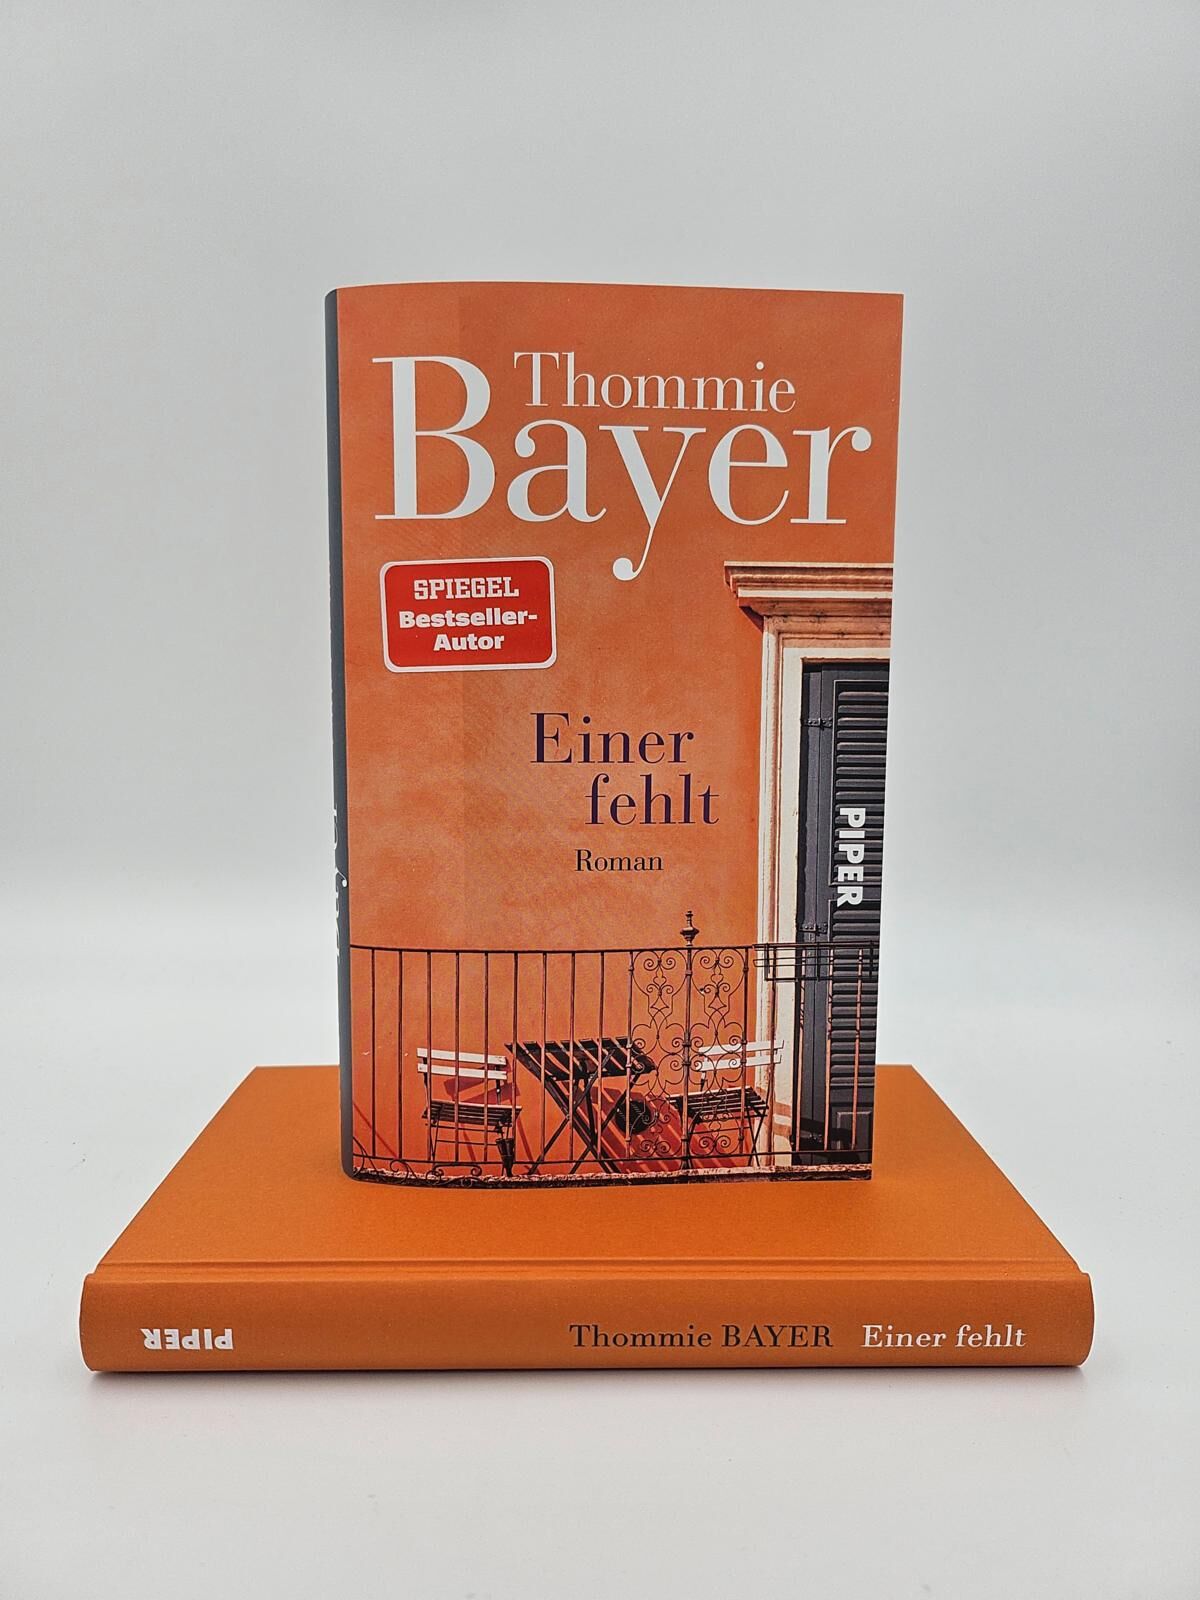 Thommie
Bayer
SPIEGEL
Bestseller-
Autor
Einer
fehlt
Roman
PIPER
PIPER
Thommie BAYER Einer fehlt